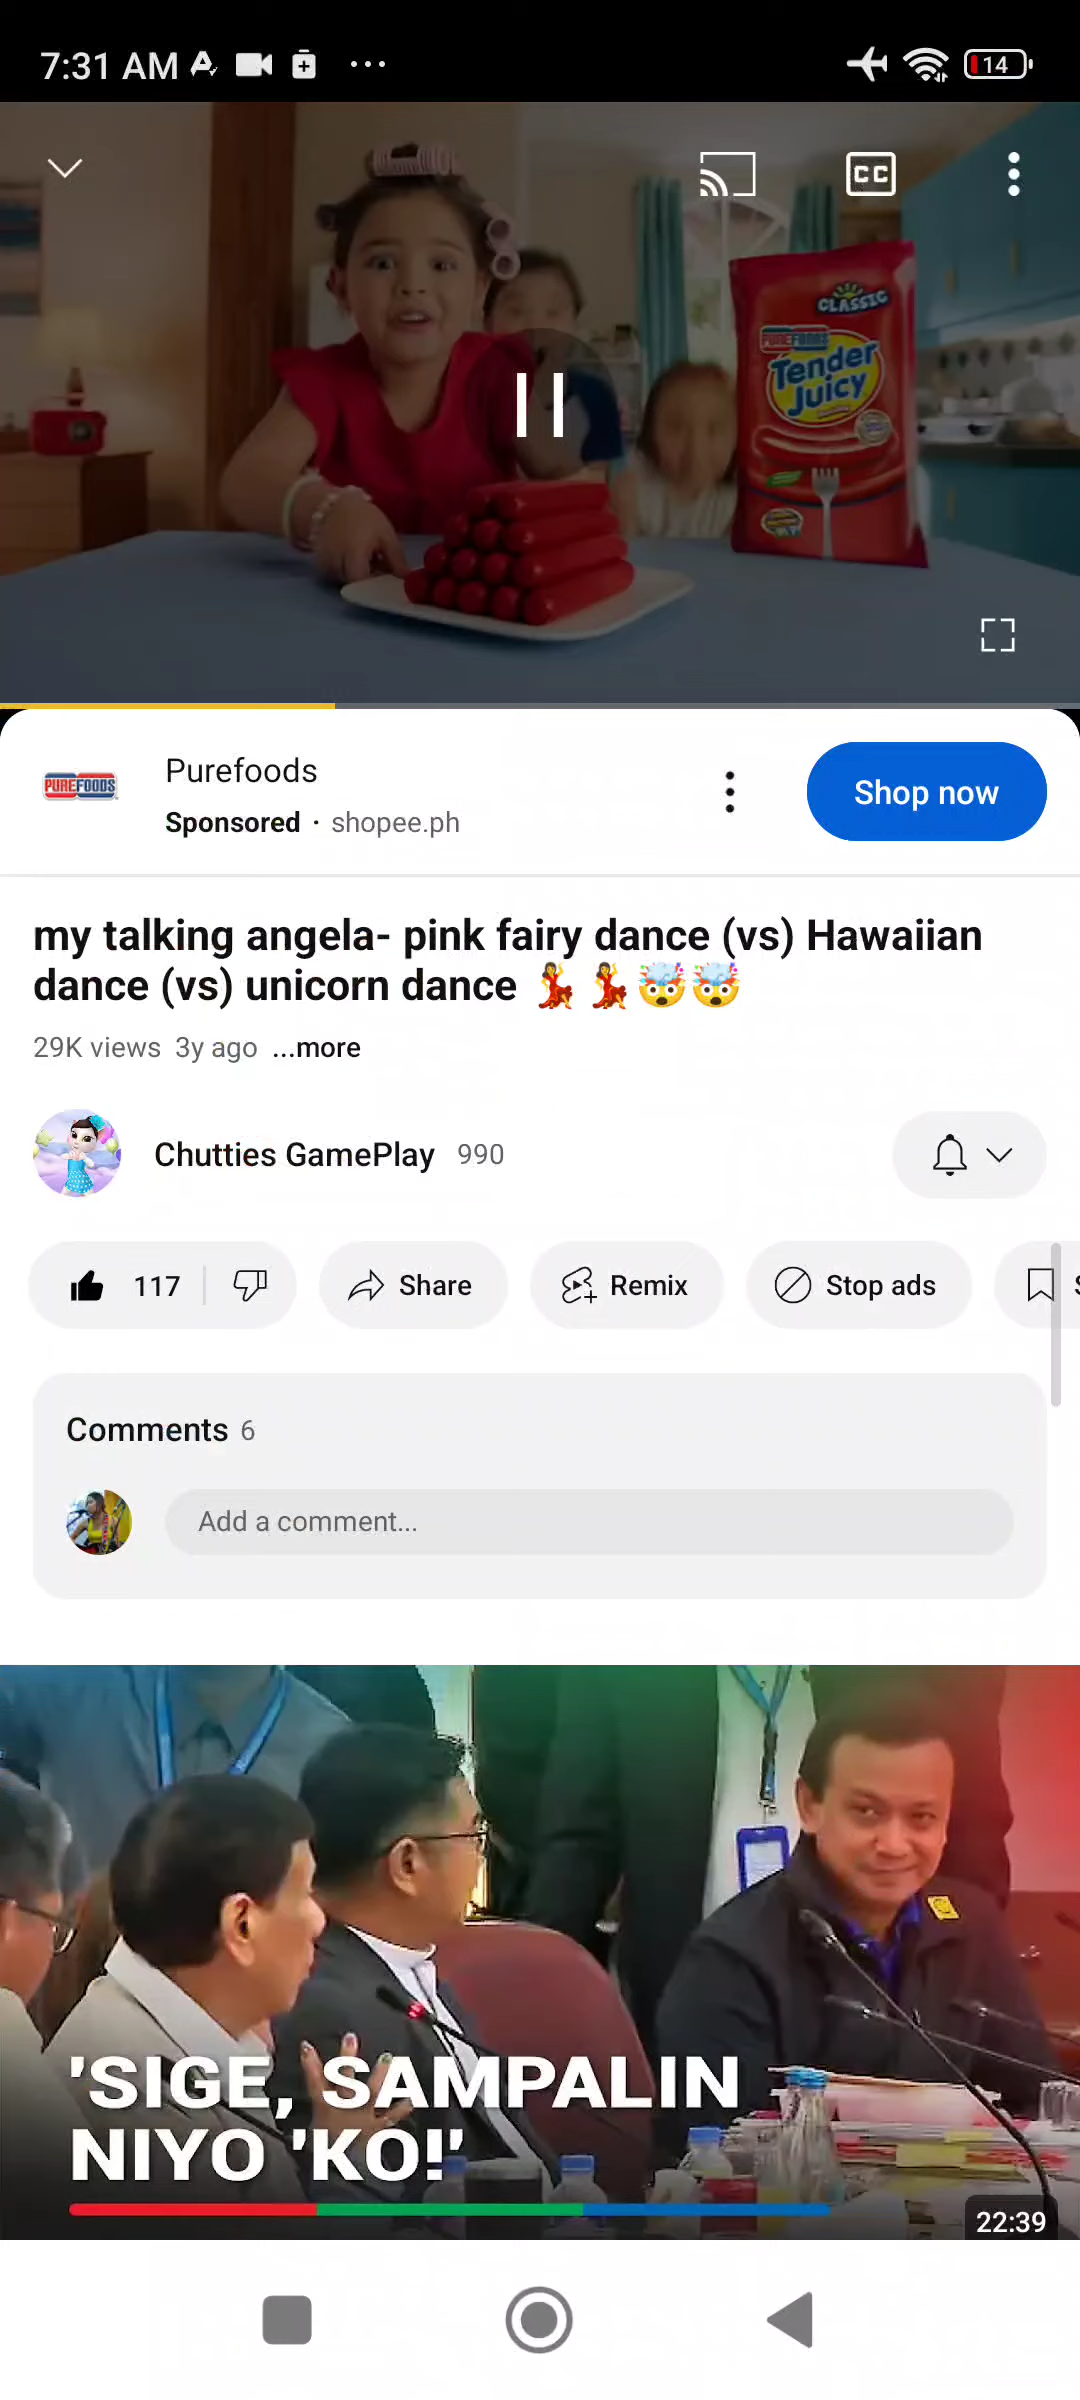 7:31 AM
14
CC
CLASSIC
PUREFOODS
Tender
Juicy
PUREFOODS
Purefoods
Sponsored · shopee.ph
Shop now
my talking angela- pink fairy dance (vs) Hawaiian
dance (vs) unicorn dance 💃💃🤯🤯
29K views 3y ago ...more
Chutties GamePlay 990
117
Share
Remix
Stop ads
Comments 6
Add a comment...
'SIGE, SAMPALIN
NIYO 'KO!'
22:39